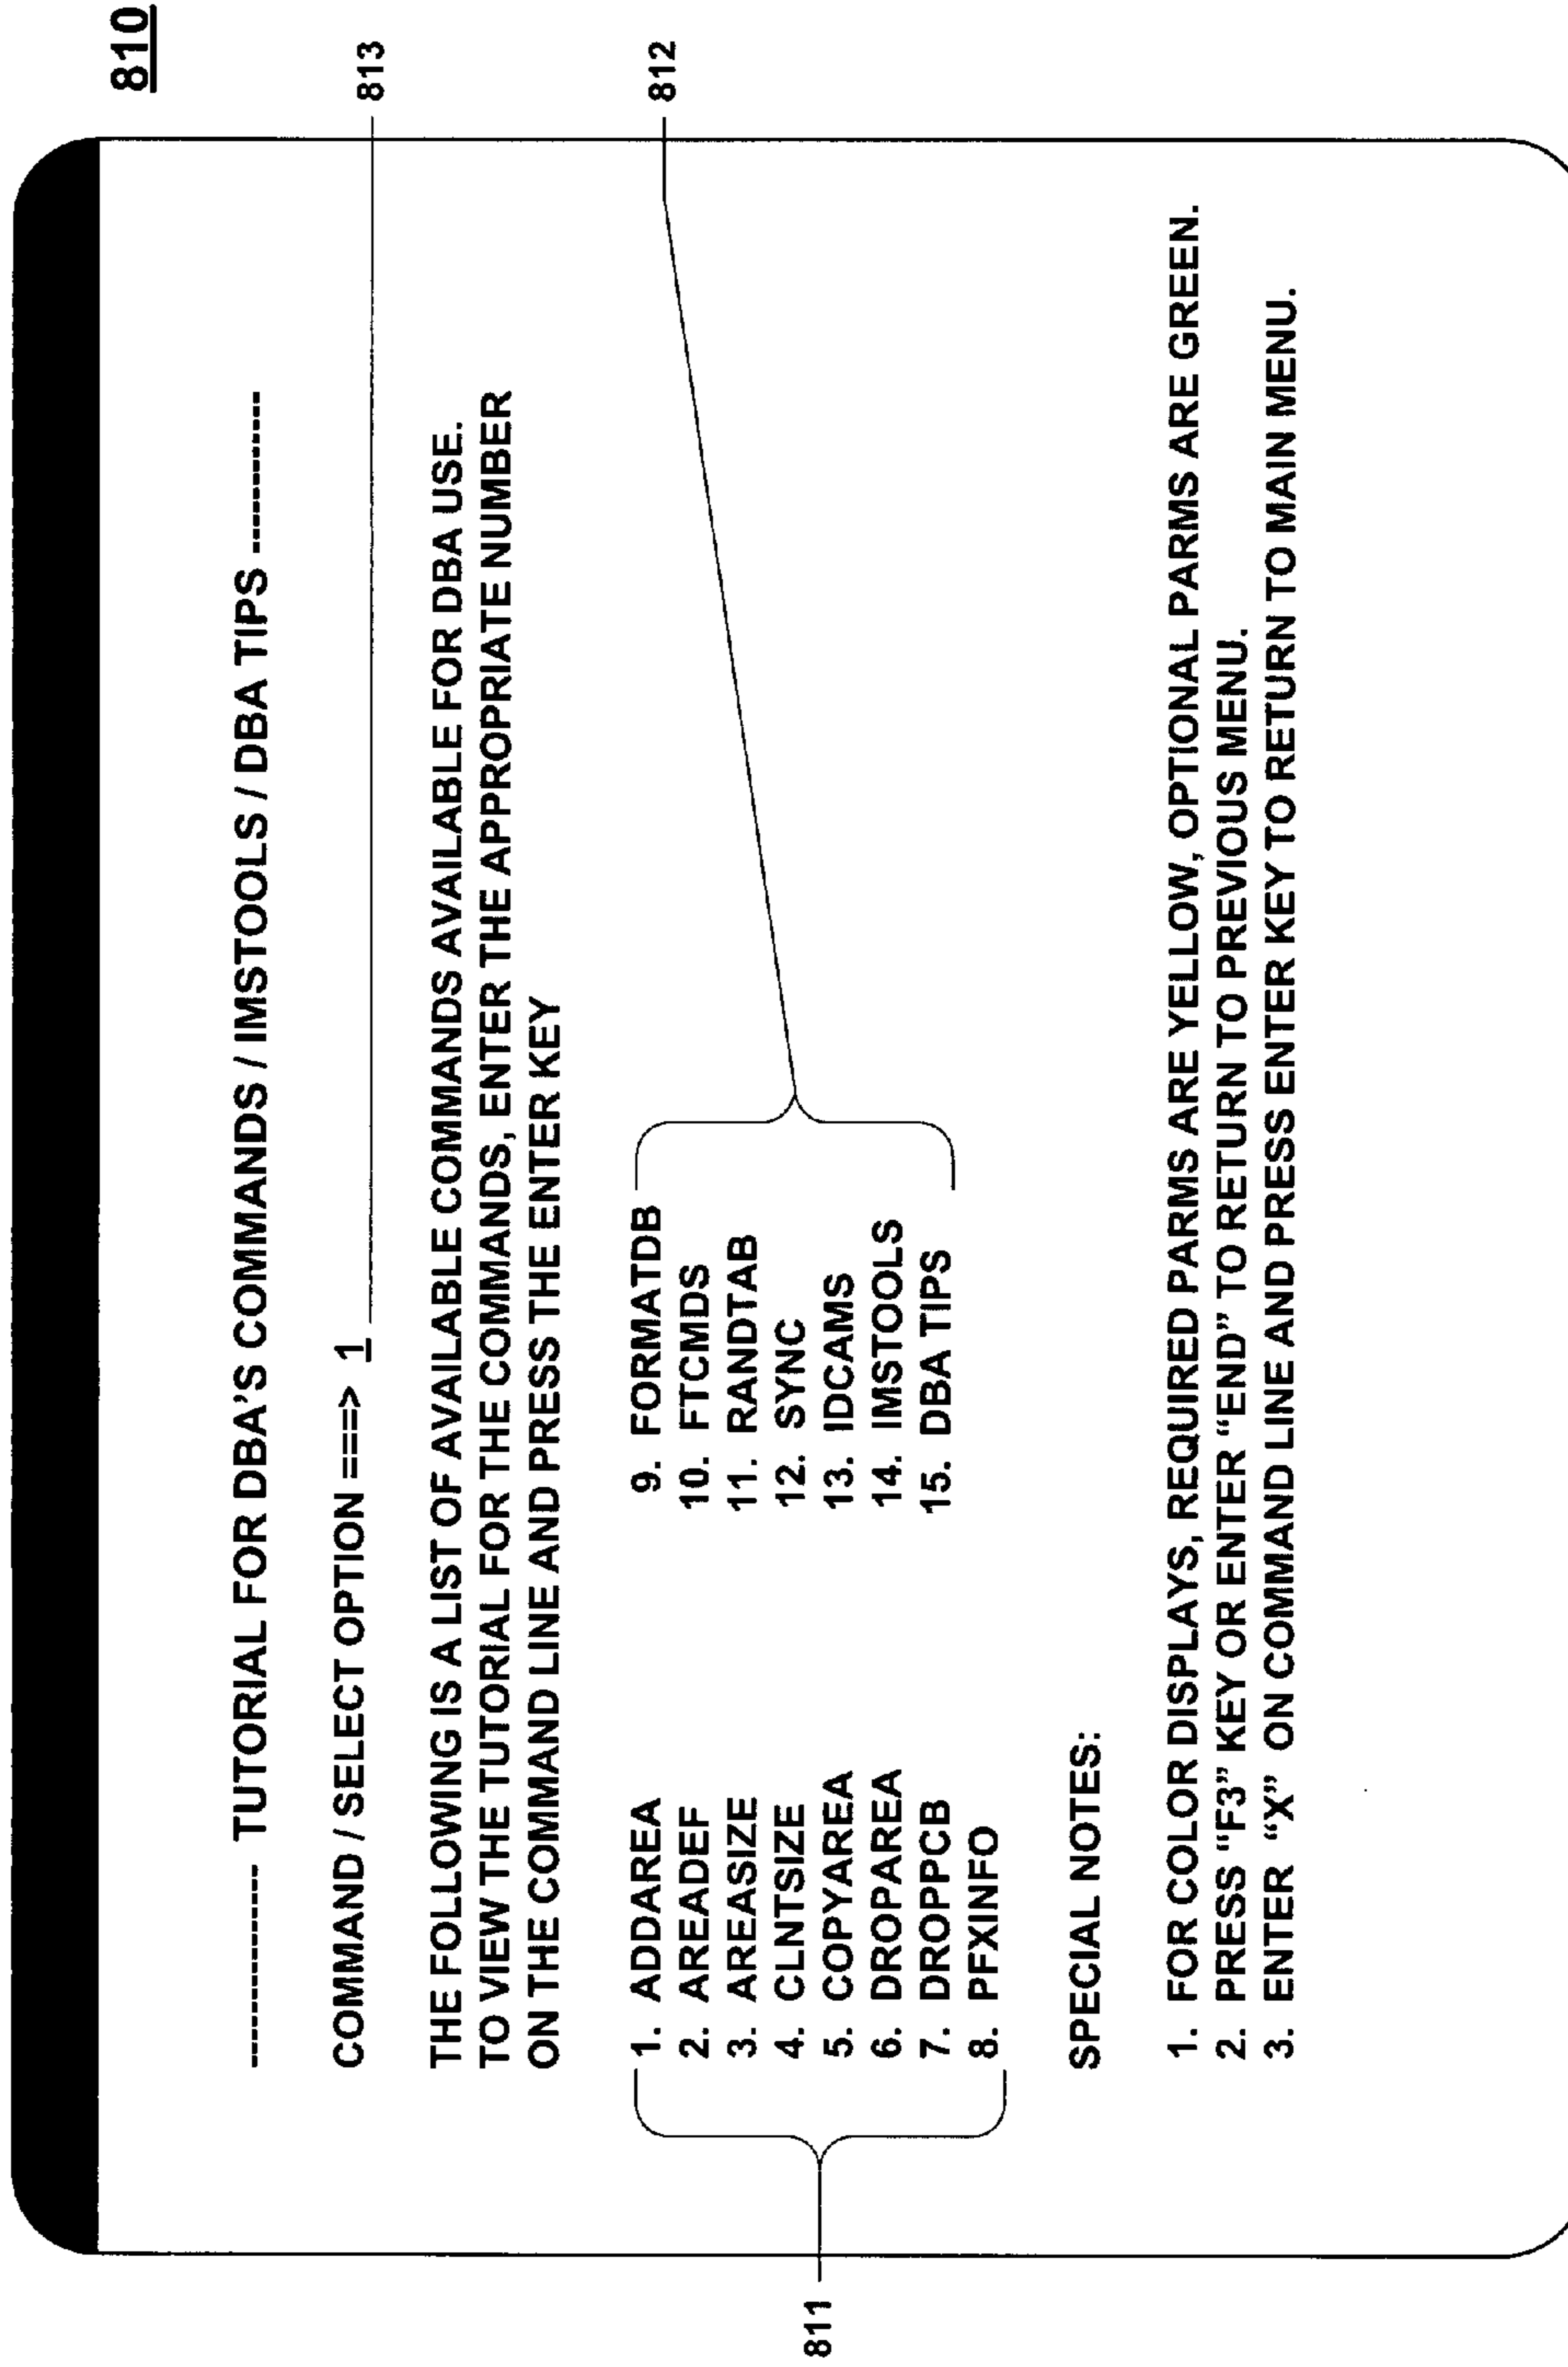 810
------------- TUTORIAL FOR DBA'S COMMANDS / IMSTOOLS / DBA TIPS -----------
COMMAND / SELECT OPTION ===> 1
813
THE FOLLOWING IS A LIST OF AVAILABLE COMMANDS AVAILABLE FOR DBA USE.
TO VIEW THE TUTORIAL FOR THE COMMANDS, ENTER THE APPROPRIATE NUMBER
ON THE COMMAND LINE AND PRESS THE ENTER KEY
811
1. ADDAREA
2. AREADEF
3. AREASIZE
4. CLNTSIZE
5. COPYAREA
6. DROPAREA
7. DROPPCB
8. PFXINFO
9. FORMATDB
10. FTCMDS
11. RANDTAB
12. SYNC
13. IDCAMS
14. IMSTOOLS
15. DBA TIPS
812
SPECIAL NOTES:
1. FOR COLOR DISPLAYS, REQUIRED PARMS ARE YELLOW, OPTIONAL PARMS ARE GREEN.
2. PRESS "F3" KEY OR ENTER "END" TO RETURN TO PREVIOUS MENU.
3. ENTER "X" ON COMMAND LINE AND PRESS ENTER KEY TO RETURN TO MAIN MENU.